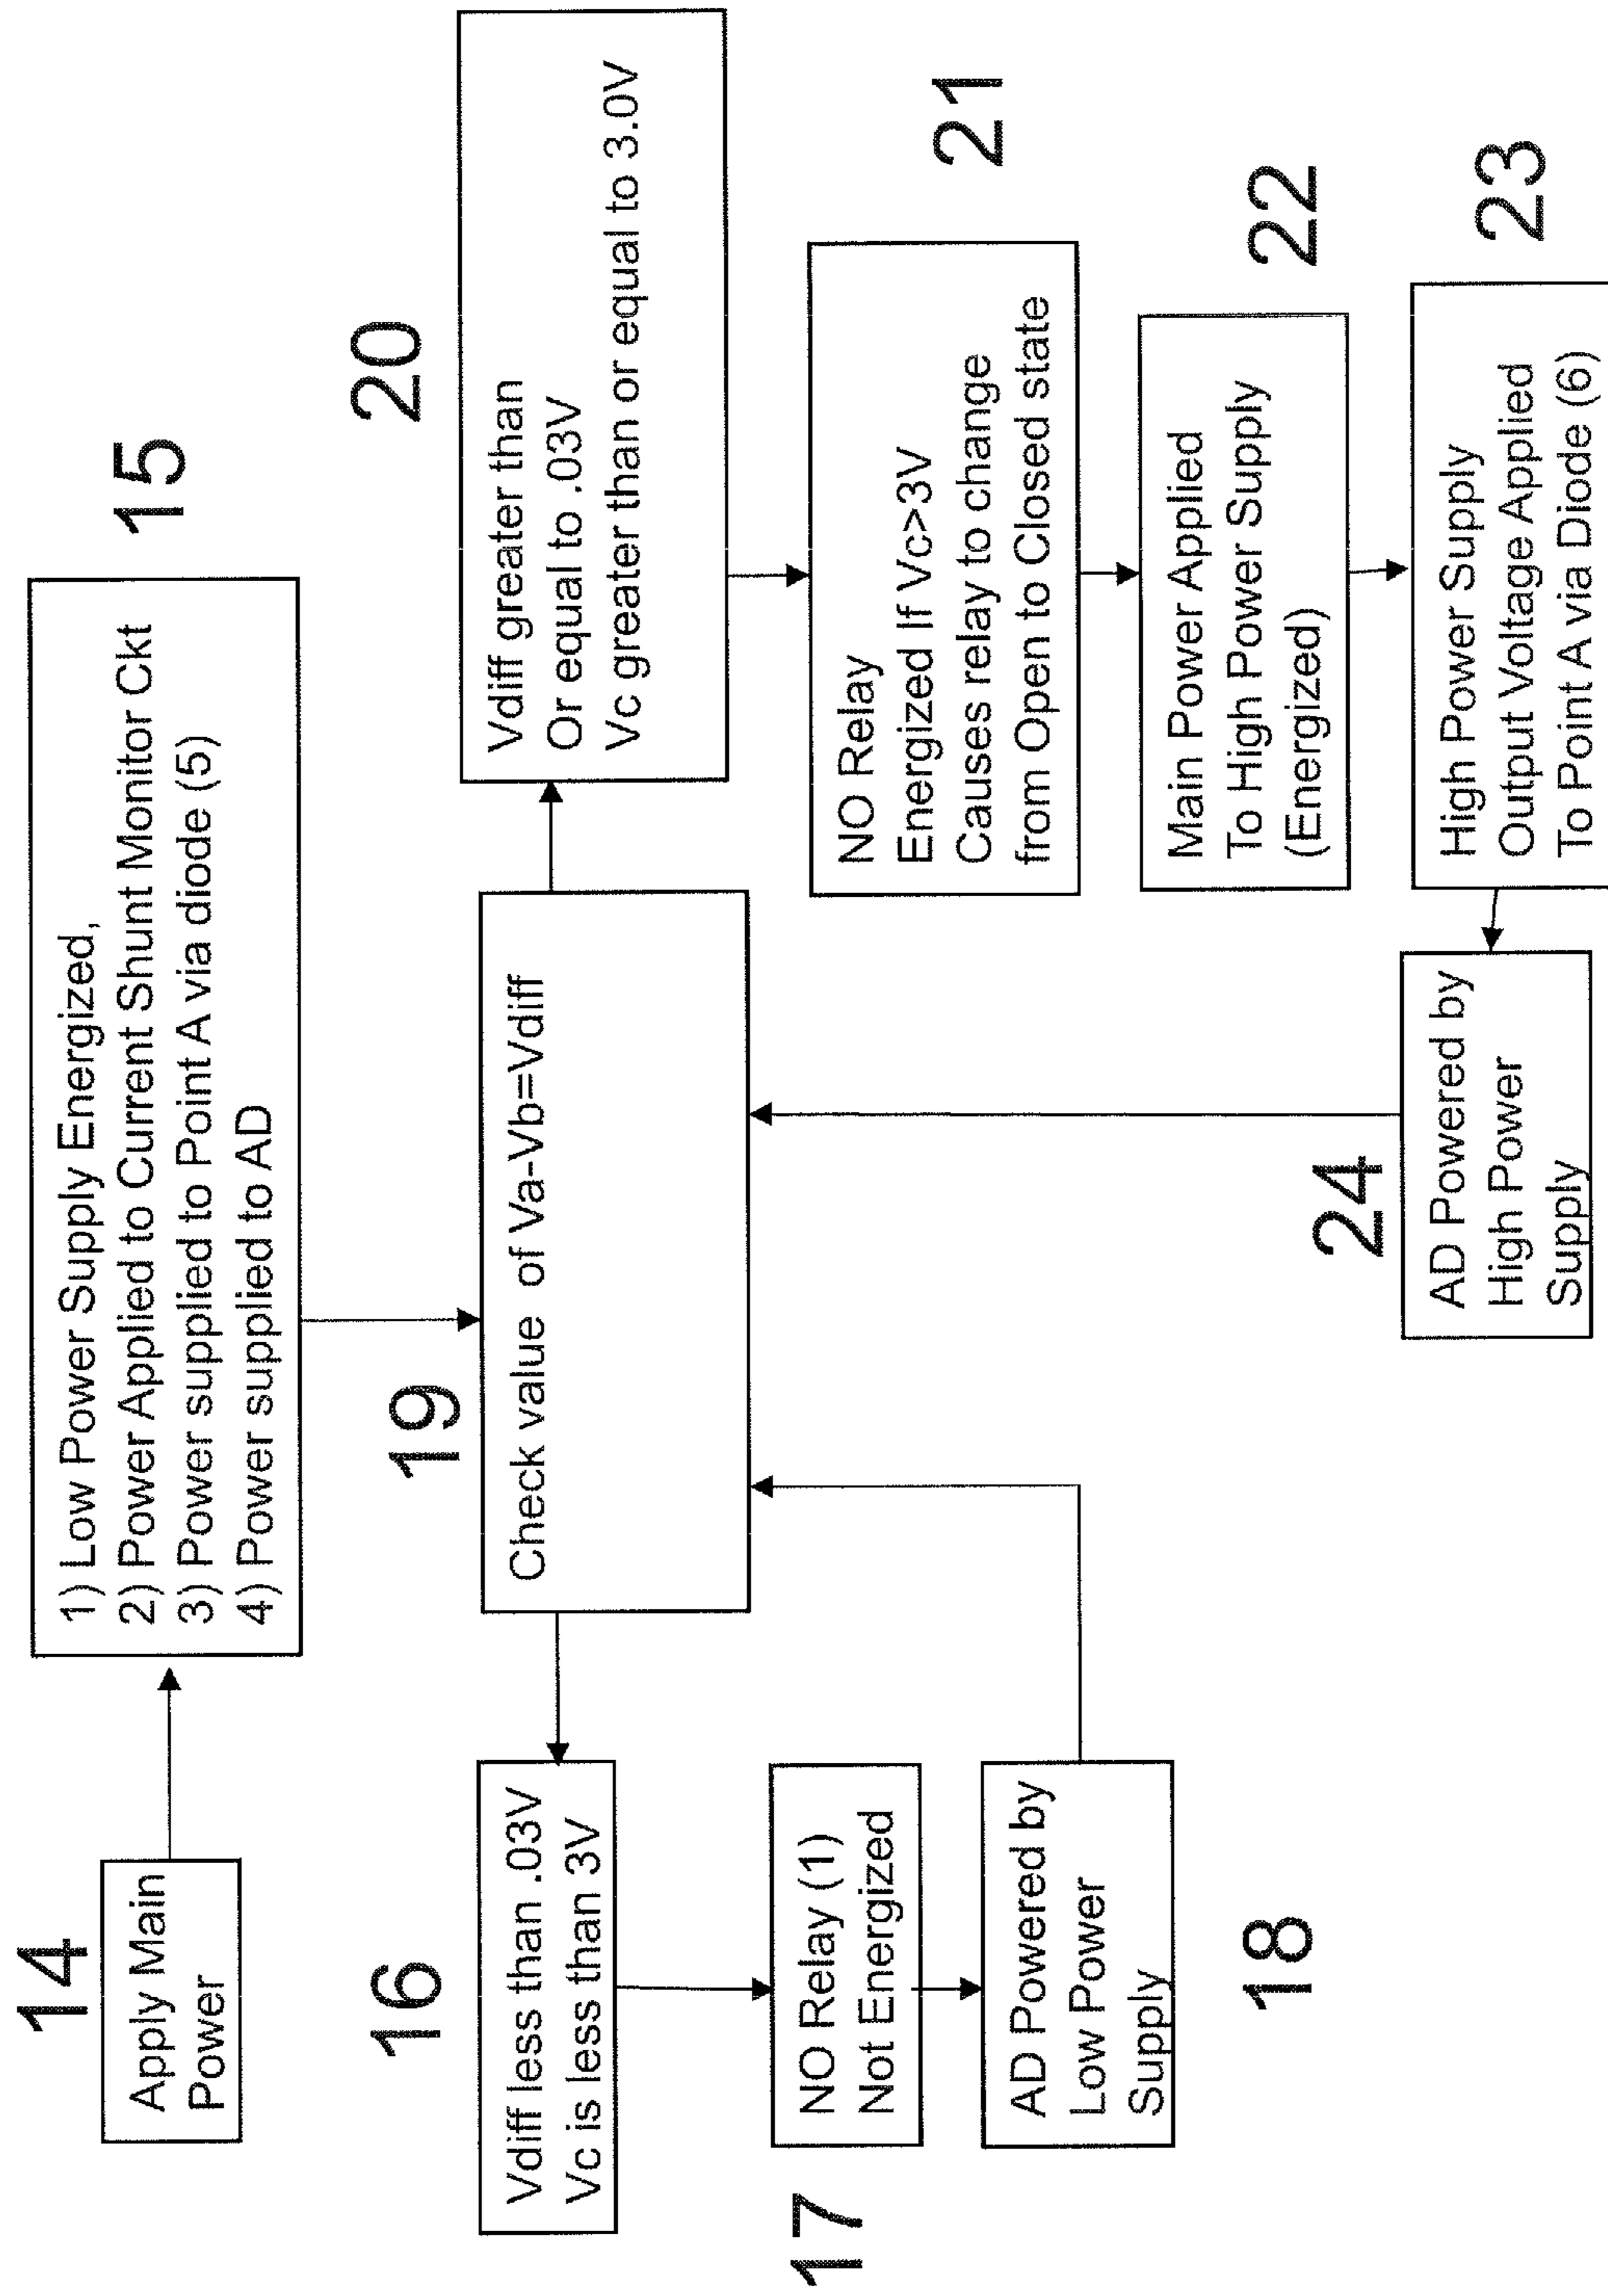 14
Apply Main
Power
15
1) Low Power Supply Energized,
2) Power Applied to Current Shunt Monitor Ckt
3) Power supplied to Point A via diode (5)
4) Power supplied to AD
19
Check value of Va-Vb=Vdiff
16
Vdiff less than .03V
Vc is less than 3V
17
NO Relay (1)
Not Energized
18
AD Powered by
Low Power
Supply
20
Vdiff greater than
Or equal to .03V
Vc greater than or equal to 3.0V
21
NO Relay
Energized If Vc>3V
Causes relay to change
from Open to Closed state
22
Main Power Applied
To High Power Supply
(Energized)
23
High Power Supply
Output Voltage Applied
To Point A via Diode (6)
24
AD Powered by
High Power
Supply